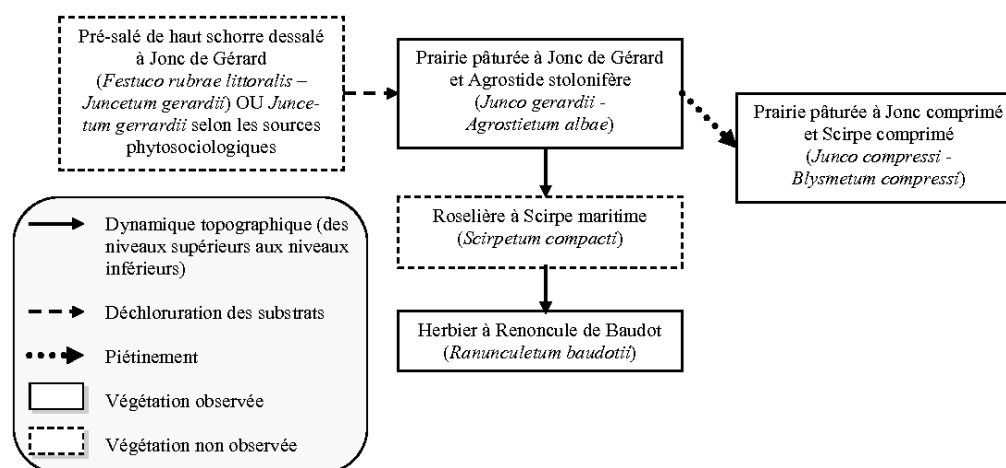 Pré-salé de haut schorre dessalé
à Jonc de Gérard
(Festuco rubrae littoralis –
Juncetum gerardii) OU Junce-
tum gerrardii selon les sources
phytosociologiques
Prairie pâturée à Jonc de Gérard
et Agrostide stolonifère
(Junco gerardii -
Agrostietum albae)
Prairie pâturée à Jonc comprimé
et Scirpe comprimé
(Junco compressi -
Blysmetum compressi)
Roselière à Scirpe maritime
(Scirpetum compacti)
Herbier à Renoncule de Baudot
(Ranunculetum baudotii)
Dynamique topographique (des
niveaux supérieurs aux niveaux
inférieurs)
Déchloruration des substrats
Piétinement
Végétation observée
Végétation non observée